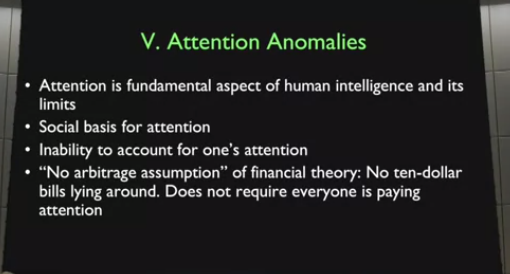 V. Attention Anomalies
• Attention is fundamental aspect of human intelligence and its
limits
• Social basis for attention
• Inability to account for one's attention
• “No arbitrage assumption” of financial theory: No ten-dollar
bills lying around. Does not require everyone is paying
attention